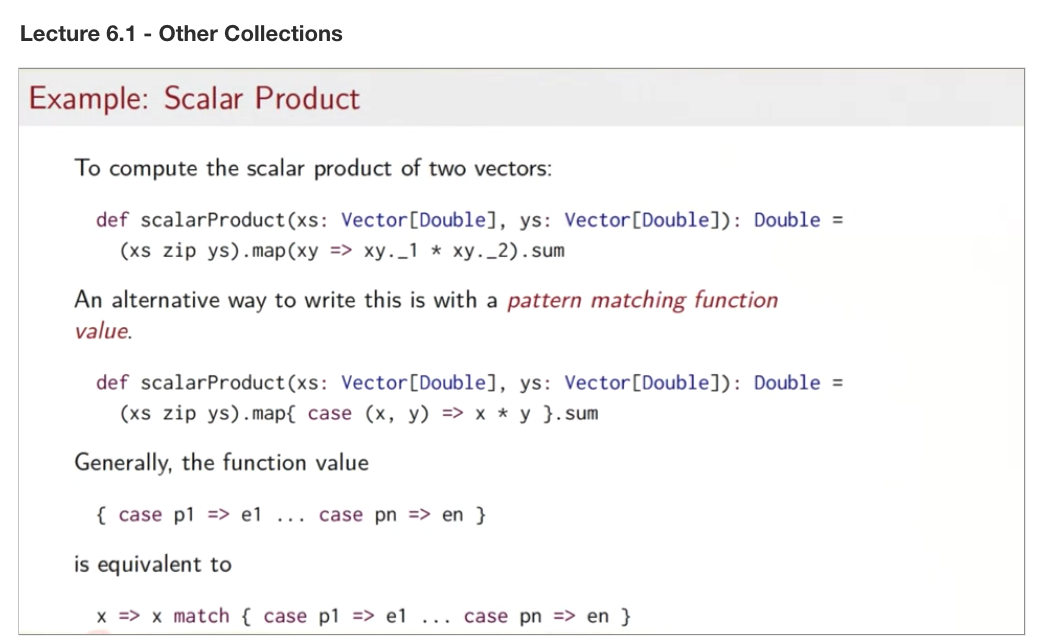 Lecture 6.1 - Other Collections
Example: Scalar Product
To compute the scalar product of two vectors:
def scalarProduct(xs: Vector[Double], ys: Vector[Double]): Double =
(xs zip ys).map(xy => xy._1 * xy._2).sum
An alternative way to write this is with a pattern matching function
value.
def scalarProduct(xs: Vector[Double], ys: Vector[Double]): Double =
(xs zip ys).map{ case (x, y) => x * y }.sum
Generally, the function value
{ case p1 => e1 ... case pn => en }
is equivalent to
x => x match { case p1 => e1 ... case pn => en }